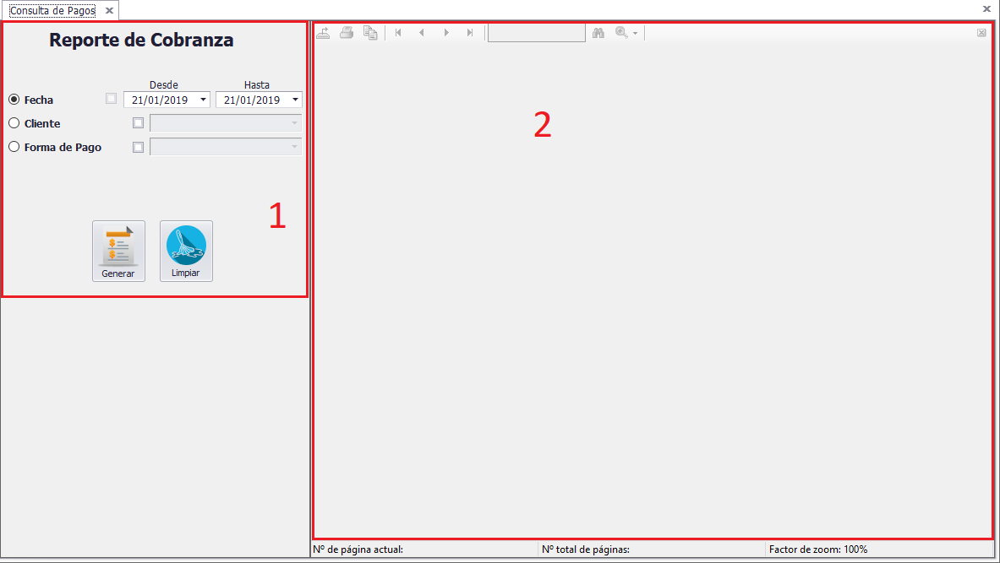 Consulta de Pagos
Reporte de Cobranza
Desde Hasta
Fecha 21/01/2019 21/01/2019
Cliente
Forma de Pago
1
Generar Limpiar
2
Nº de página actual: Nº total de páginas: Factor de zoom: 100%